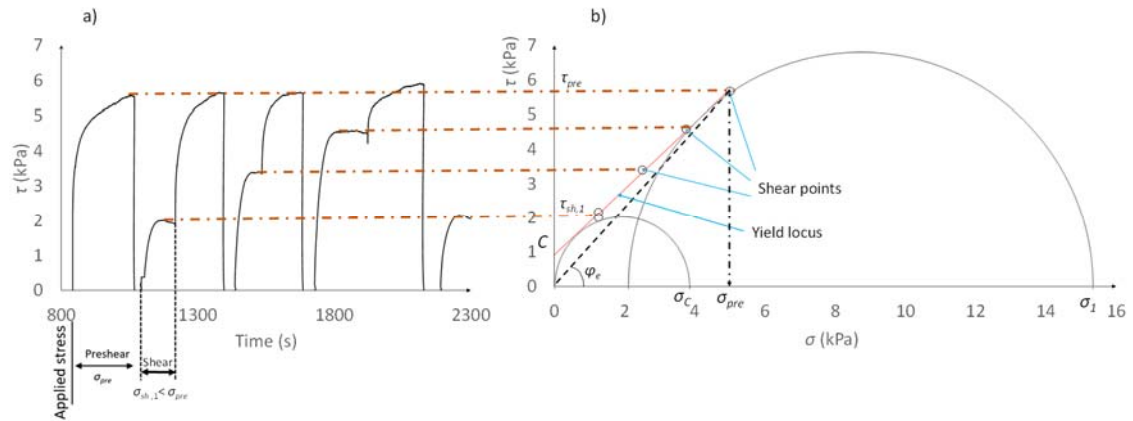 a)
τ (kPa)
7
6
5
4
3
2
1
0
800
1300
1800
2300
Time (s)
Applied stress
Preshear
σpre
Shear
σsh,1< σpre
b)
τ (kPa)
7
6
5
4
3
2
1
0
τpre
τsh,1
C
φe
Shear points
Yield locus
σC
σpre
σ1
0
2
4
6
8
10
12
14
16
σ (kPa)